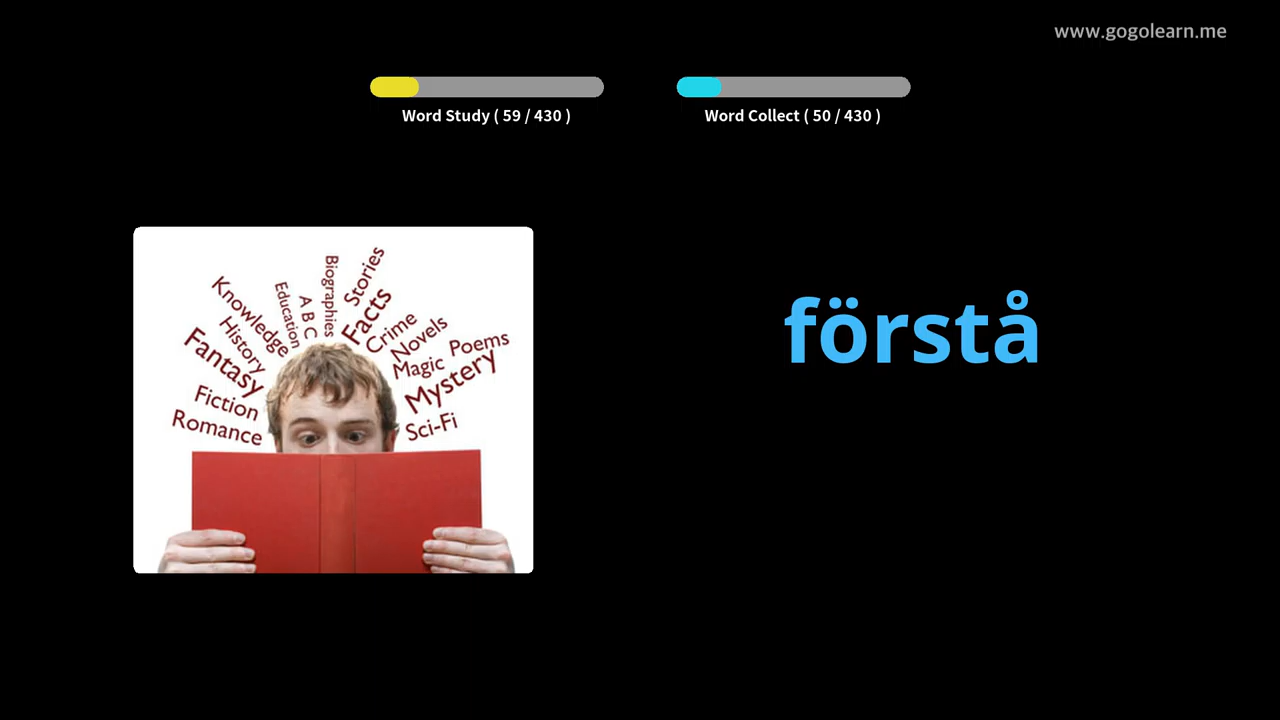 www.gogolearn.me
Word Study ( 59 / 430 )
Word Collect ( 50 / 430 )
Biographies
Stories
Knowledge
Education
A B C
Facts
History
Crime
Novels
Fantasy
Magic
Poems
Mystery
Fiction
Romance
Sci-Fi
förstå